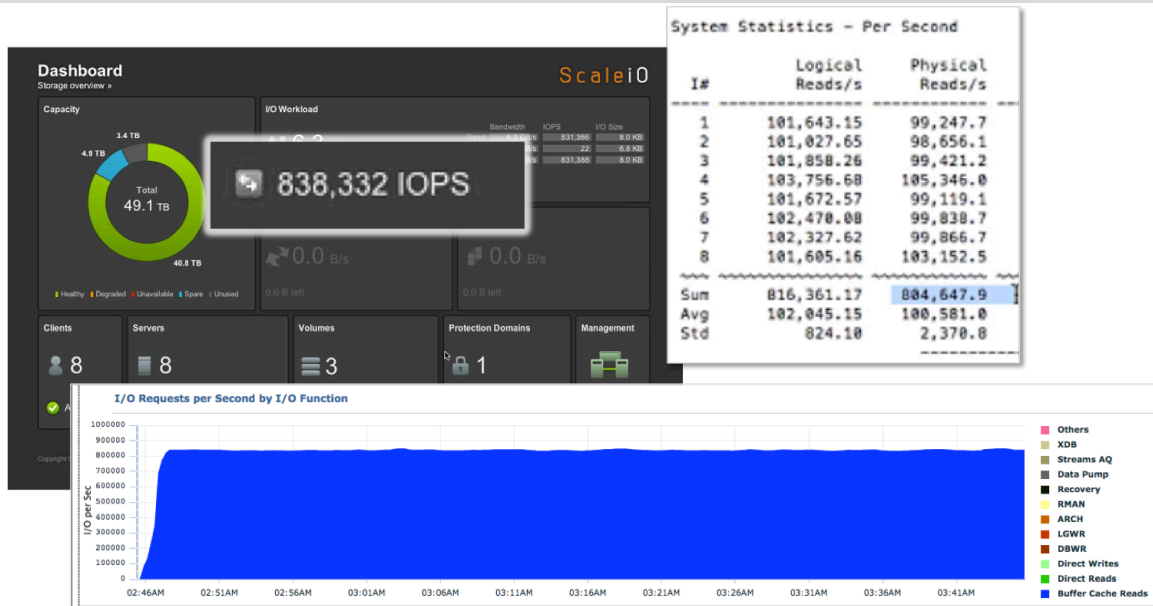 Dashboard
Storage overview »
ScaleiO
Capacity
3.4 TB
4.9 TB
Total
49.1 TB
40.8 TB
Healthy Degraded Unavailable Spare Unused
I/O Workload
Bandwidth IOPS I/O Size
831,366 8.0 KB
22 6.8 KB
831,388 8.0 KB
838,332 IOPS
0.0 B/s
0.0 B left
0.0 B/s
0.0 B left
Clients
8
Servers
8
Volumes
3
Protection Domains
1
Management
Copyright
System Statistics - Per Second
Logical Physical
I# Reads/s Reads/s
1 101,643.15 99,247.7
2 101,027.65 98,656.1
3 101,858.26 99,421.2
4 103,756.68 105,346.0
5 101,672.57 99,119.1
6 102,470.08 99,838.7
7 102,327.62 99,866.7
8 101,605.16 103,152.5
Sum 816,361.17 804,647.9
Avg 102,045.15 100,581.0
Std 824.10 2,370.8
I/O Requests per Second by I/O Function
I/O per Sec
1000000
900000
800000
700000
600000
500000
400000
300000
200000
100000
0
02:46AM 02:51AM 02:56AM 03:01AM 03:06AM 03:11AM 03:16AM 03:21AM 03:26AM 03:31AM 03:36AM 03:41AM
Others
XDB
Streams AQ
Data Pump
Recovery
RMAN
ARCH
LGWR
DBWR
Direct Writes
Direct Reads
Buffer Cache Reads